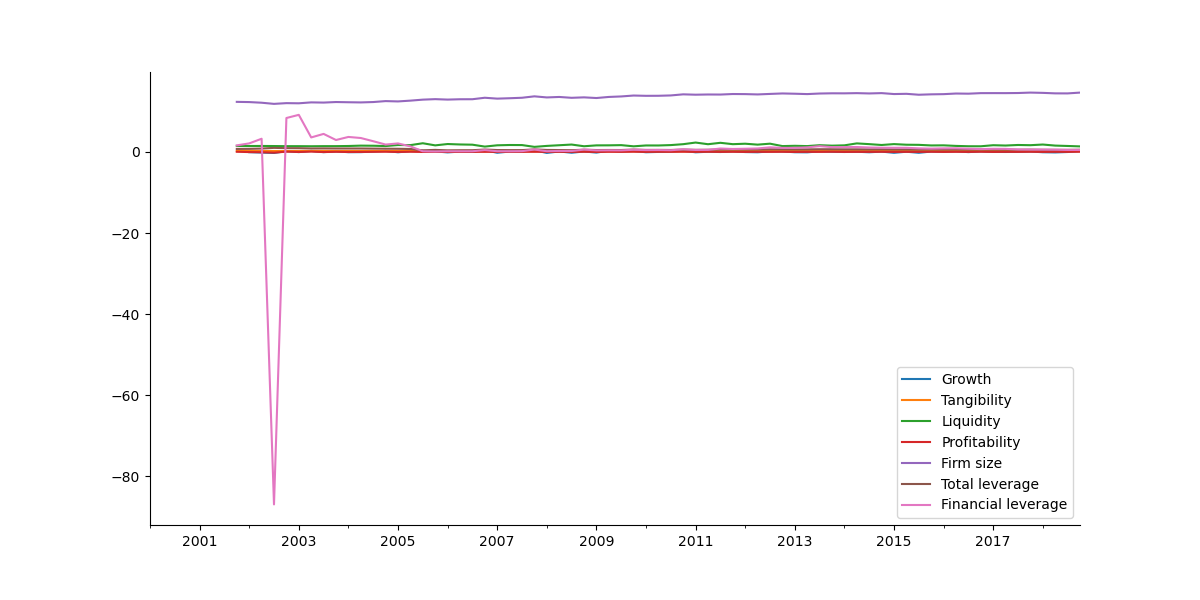 0
−20
−40
−60
−80
2001 2003 2005 2007 2009 2011 2013 2015 2017
Growth
Tangibility
Liquidity
Profitability
Firm size
Total leverage
Financial leverage